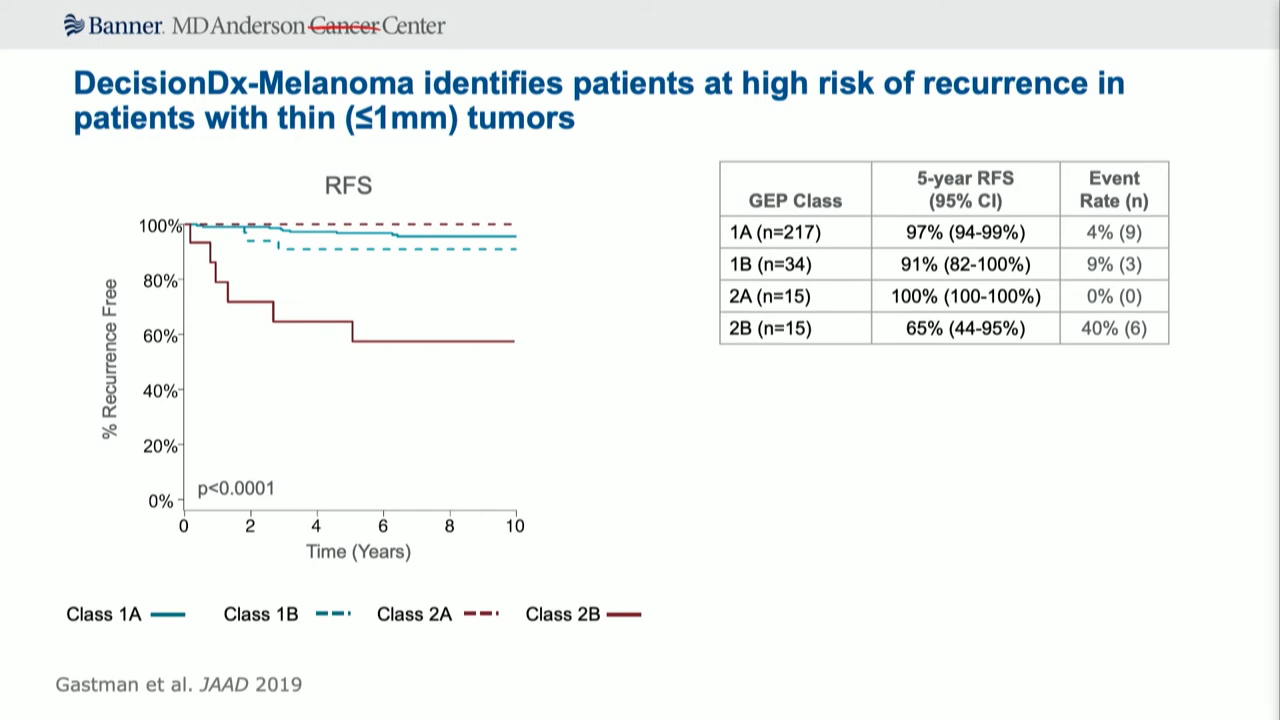 Banner. MD Anderson Cancer Center
DecisionDx-Melanoma identifies patients at high risk of recurrence in
patients with thin (≤1mm) tumors
RFS
% Recurrence Free
100%
80%
60%
40%
20%
0%
p<0.0001
0 2 4 6 8 10
Time (Years)
Class 1A Class 1B Class 2A Class 2B
GEP Class 5-year RFS (95% CI) Event Rate (n)
1A (n=217) 97% (94-99%) 4% (9)
1B (n=34) 91% (82-100%) 9% (3)
2A (n=15) 100% (100-100%) 0% (0)
2B (n=15) 65% (44-95%) 40% (6)
Gastman et al. JAAD 2019